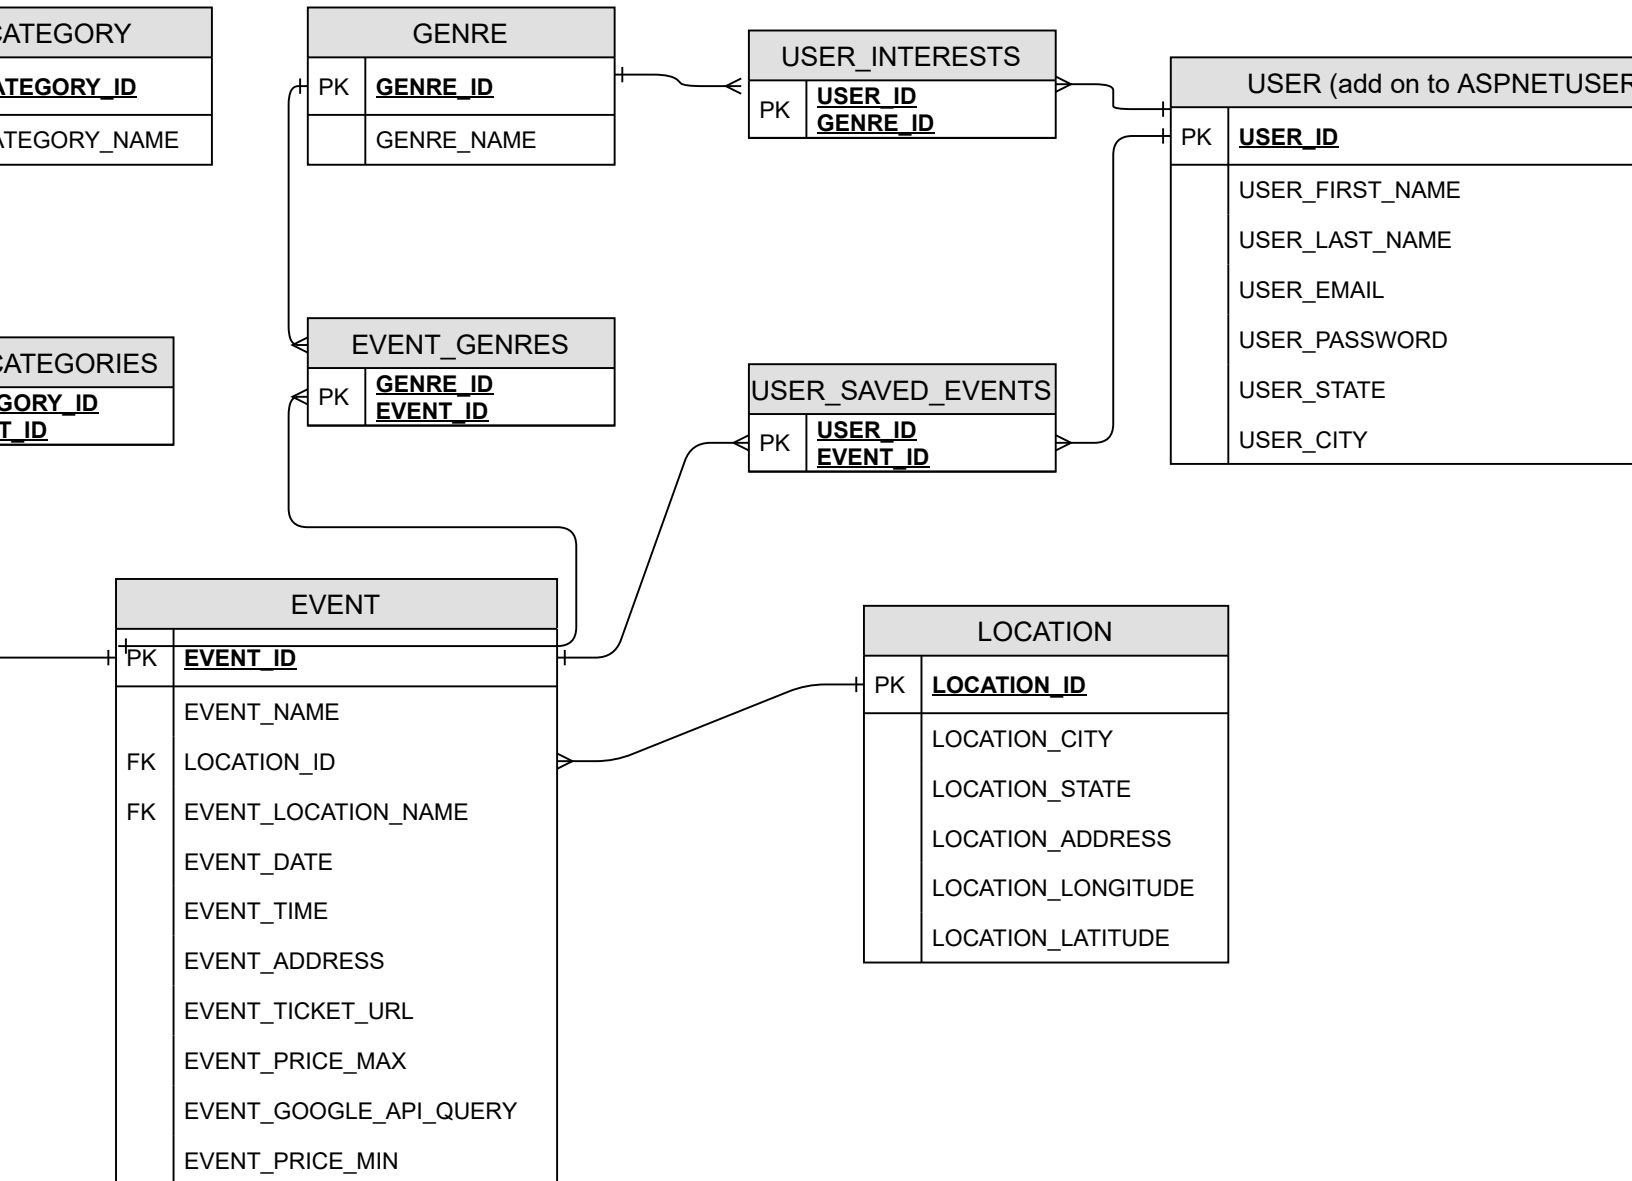 ATEGORY
ATEGORY_ID
ATEGORY_NAME
GENRE
PK GENRE_ID
GENRE_NAME
USER_INTERESTS
PK USER_ID
GENRE_ID
USER (add on to ASPNETUSER
PK USER_ID
USER_FIRST_NAME
USER_LAST_NAME
USER_EMAIL
USER_PASSWORD
USER_STATE
USER_CITY
CATEGORIES
GORY_ID
T_ID
EVENT_GENRES
PK GENRE_ID
EVENT_ID
USER_SAVED_EVENTS
PK USER_ID
EVENT_ID
EVENT
PK EVENT_ID
EVENT_NAME
FK LOCATION_ID
FK EVENT_LOCATION_NAME
EVENT_DATE
EVENT_TIME
EVENT_ADDRESS
EVENT_TICKET_URL
EVENT_PRICE_MAX
EVENT_GOOGLE_API_QUERY
EVENT_PRICE_MIN
LOCATION
PK LOCATION_ID
LOCATION_CITY
LOCATION_STATE
LOCATION_ADDRESS
LOCATION_LONGITUDE
LOCATION_LATITUDE